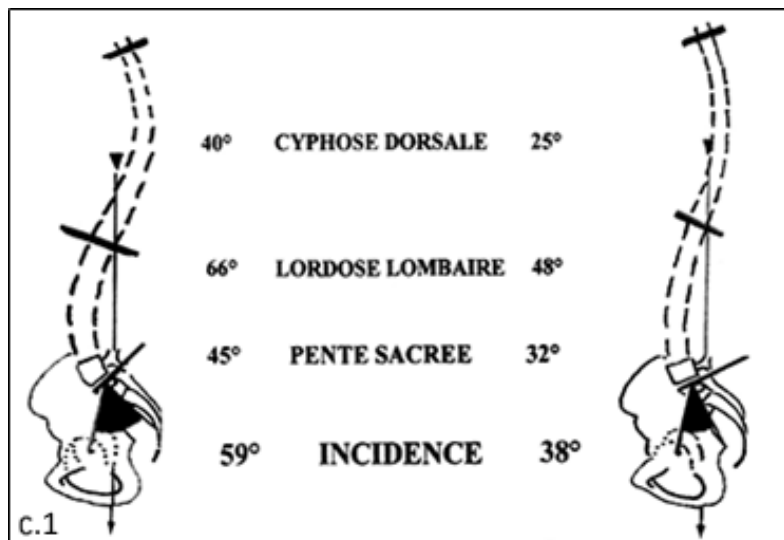 40° CYPHOSE DORSALE 25°
66° LORDOSE LOMBAIRE 48°
45° PENTE SACREE 32°
59° INCIDENCE 38°
c.1